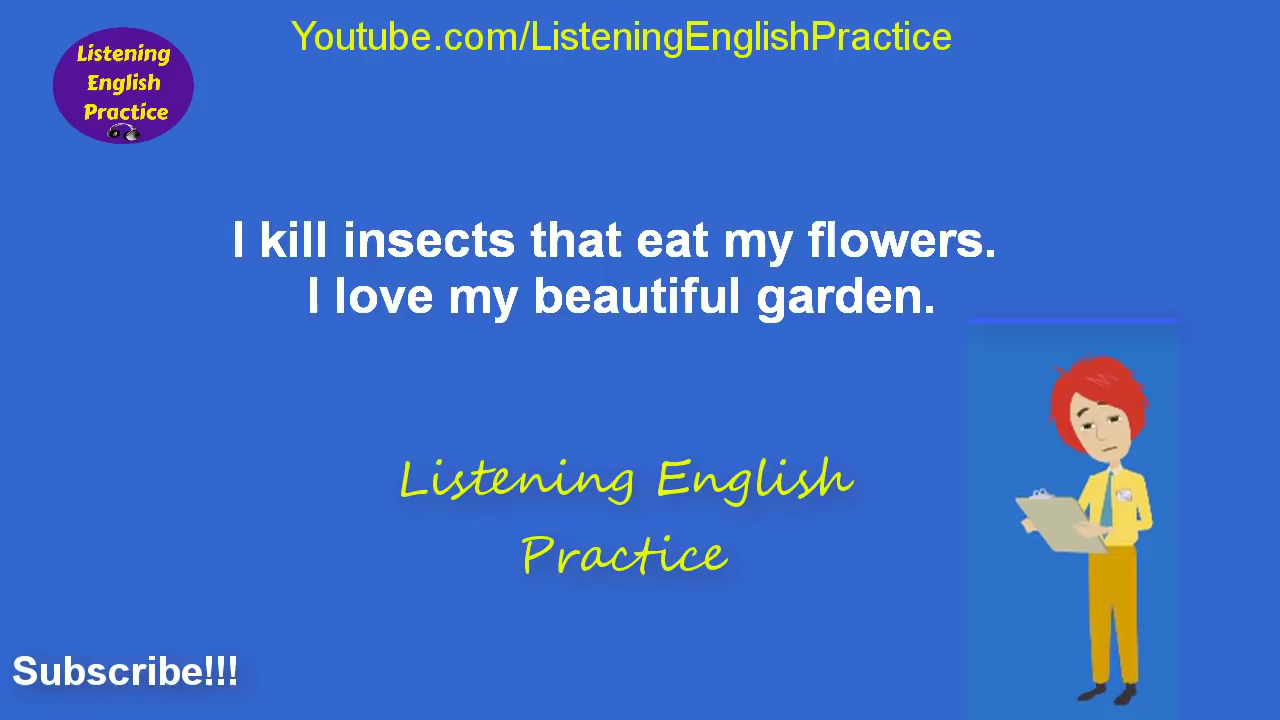 Youtube.com/ListeningEnglishPractice
Listening
English
Practice
I kill insects that eat my flowers.
I love my beautiful garden.
Listening English
Practice
Subscribe!!!